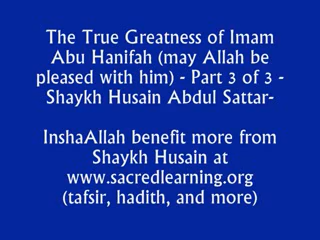 The True Greatness of Imam
Abu Hanifah (may Allah be
pleased with him) - Part 3 of 3 -
Shaykh Husain Abdul Sattar-
InshaAllah benefit more from
Shaykh Husain at
www.sacredlearning.org
(tafsir, hadith, and more)